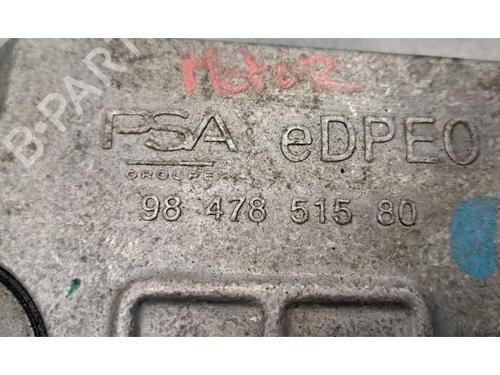 MOTOR
PSA eDPEO
GROUPE
98 478 515 80
B-PARTS